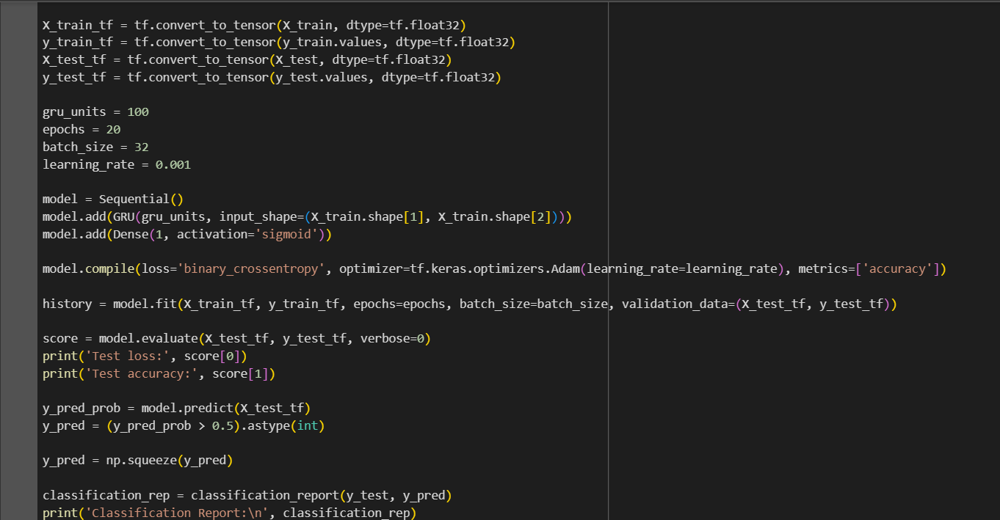 X_train_tf = tf.convert_to_tensor(X_train, dtype=tf.float32)
y_train_tf = tf.convert_to_tensor(y_train.values, dtype=tf.float32)
X_test_tf = tf.convert_to_tensor(X_test, dtype=tf.float32)
y_test_tf = tf.convert_to_tensor(y_test.values, dtype=tf.float32)
gru_units = 100
epochs = 20
batch_size = 32
learning_rate = 0.001
model = Sequential()
model.add(GRU(gru_units, input_shape=(X_train.shape[1], X_train.shape[2])))
model.add(Dense(1, activation='sigmoid'))
model.compile(loss='binary_crossentropy', optimizer=tf.keras.optimizers.Adam(learning_rate=learning_rate), metrics=['accuracy'])
history = model.fit(X_train_tf, y_train_tf, epochs=epochs, batch_size=batch_size, validation_data=(X_test_tf, y_test_tf))
score = model.evaluate(X_test_tf, y_test_tf, verbose=0)
print('Test loss:', score[0])
print('Test accuracy:', score[1])
y_pred_prob = model.predict(X_test_tf)
y_pred = (y_pred_prob > 0.5).astype(int)
y_pred = np.squeeze(y_pred)
classification_rep = classification_report(y_test, y_pred)
print('Classification Report:\n', classification_rep)